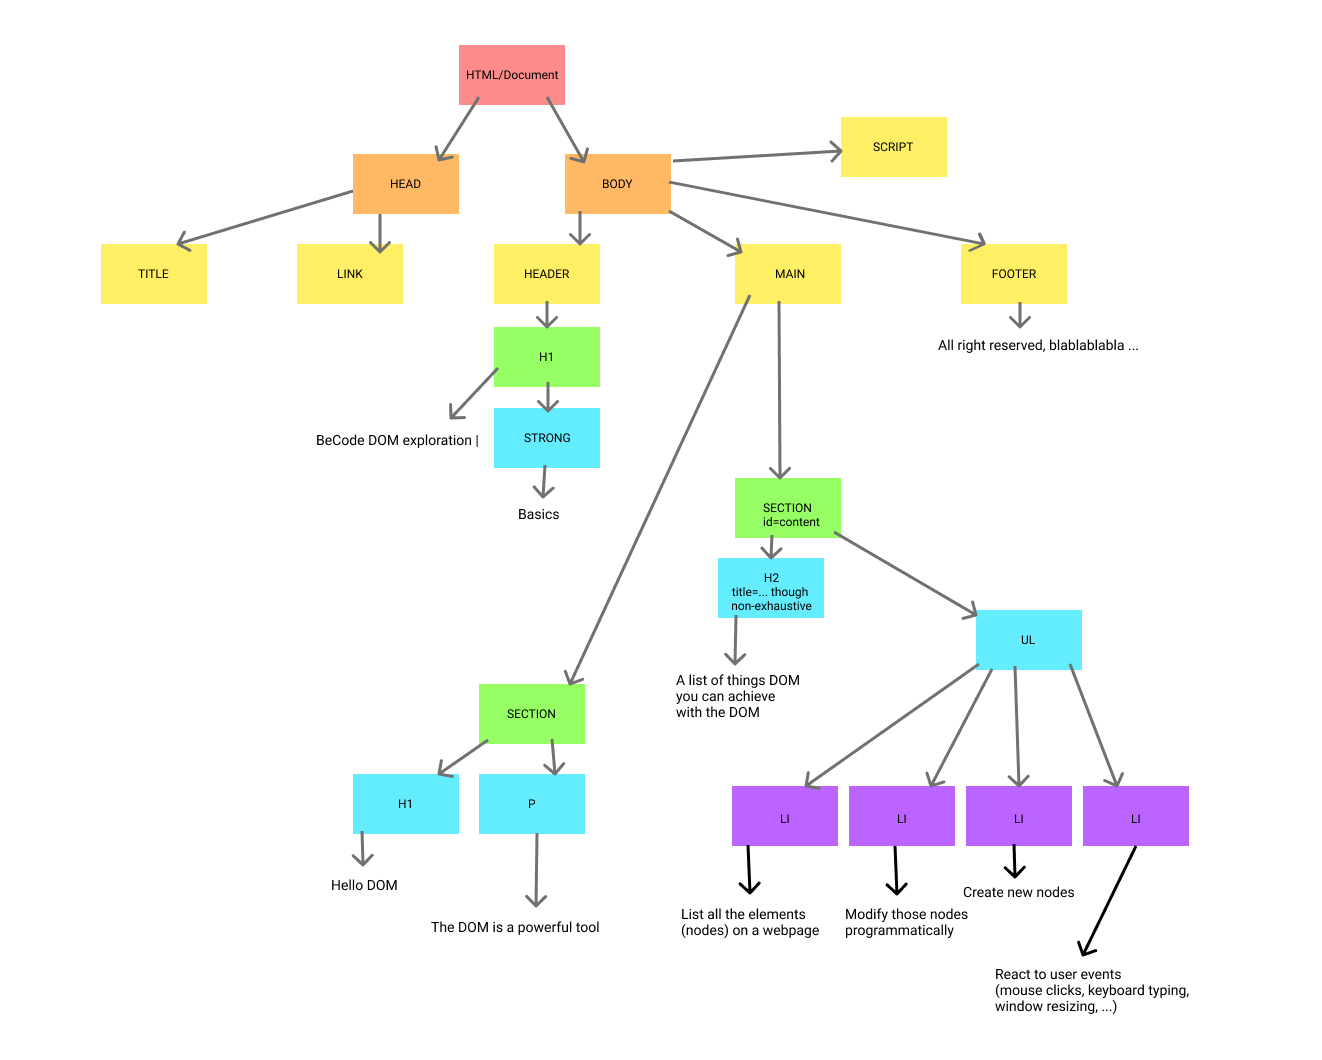 HTML/Document
SCRIPT
HEAD
BODY
TITLE
LINK
HEADER
MAIN
FOOTER
All right reserved, blablablabla ...
H1
BeCode DOM exploration |
STRONG
Basics
SECTION
id=content
H2
title=... though
non-exhaustive
UL
A list of things DOM
you can achieve
with the DOM
SECTION
H1
P
LI
LI
LI
LI
Hello DOM
The DOM is a powerful tool
List all the elements
(nodes) on a webpage
Modify those nodes
programmatically
Create new nodes
React to user events
(mouse clicks, keyboard typing,
window resizing, ...)